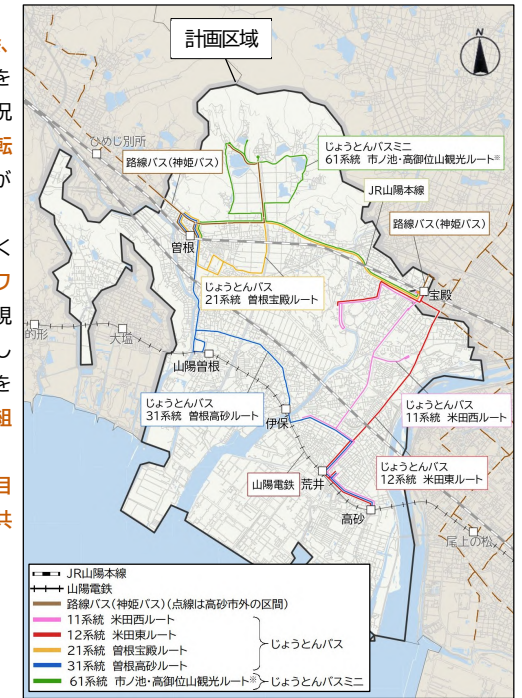 、
を
況
転
が
く
フ
視
し
を
組
目
共
計画区域
ひめじ別所
路線バス(神姫バス)
じょうとんバスミニ
61系統 市ノ池・高御位山観光ルート※
JR山陽本線
路線バス(神姫バス)
曽根
宝殿
じょうとんバス
21系統 曽根宝殿ルート
的形
大塩
山陽曽根
じょうとんバス
31系統 曽根高砂ルート
伊保
じょうとんバス
11系統 米田西ルート
じょうとんバス
12系統 米田東ルート
山陽電鉄
荒井
高砂
尾上の松
JR山陽本線
山陽電鉄
路線バス(神姫バス)(点線は高砂市外の区間)
11系統 米田西ルート
12系統 米田東ルート
21系統 曽根宝殿ルート
31系統 曽根高砂ルート
じょうとんバス
61系統 市ノ池・高御位山観光ルート※
じょうとんバスミニ